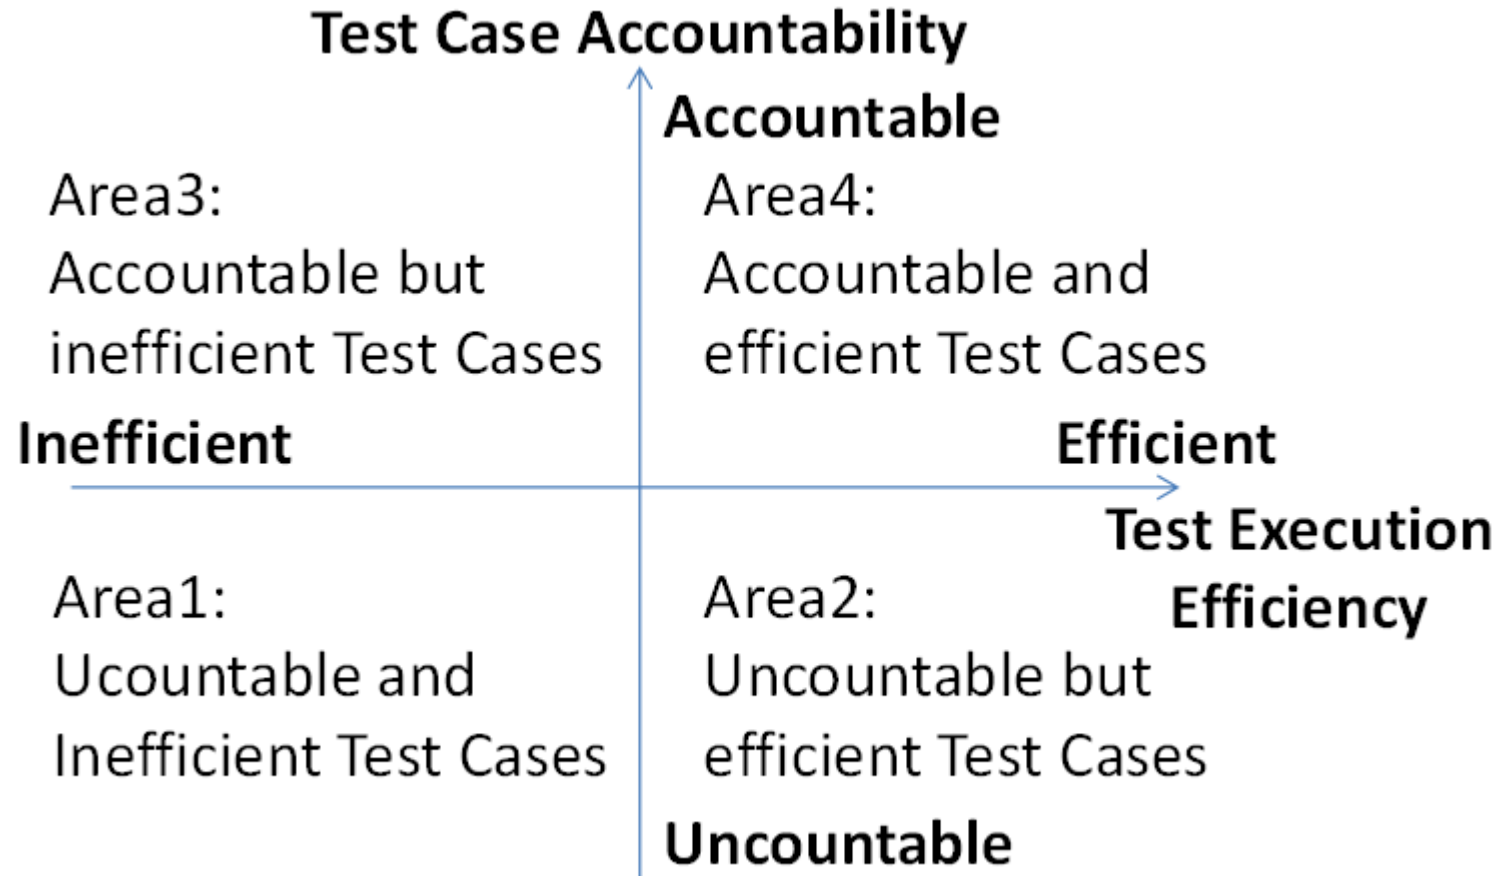 Test Case Accountability
Accountable
Area3:
Accountable but
inefficient Test Cases
Area4:
Accountable and
efficient Test Cases
Inefficient
Efficient
Test Execution
Efficiency
Area1:
Ucountable and
Inefficient Test Cases
Area2:
Uncountable but
efficient Test Cases
Uncountable